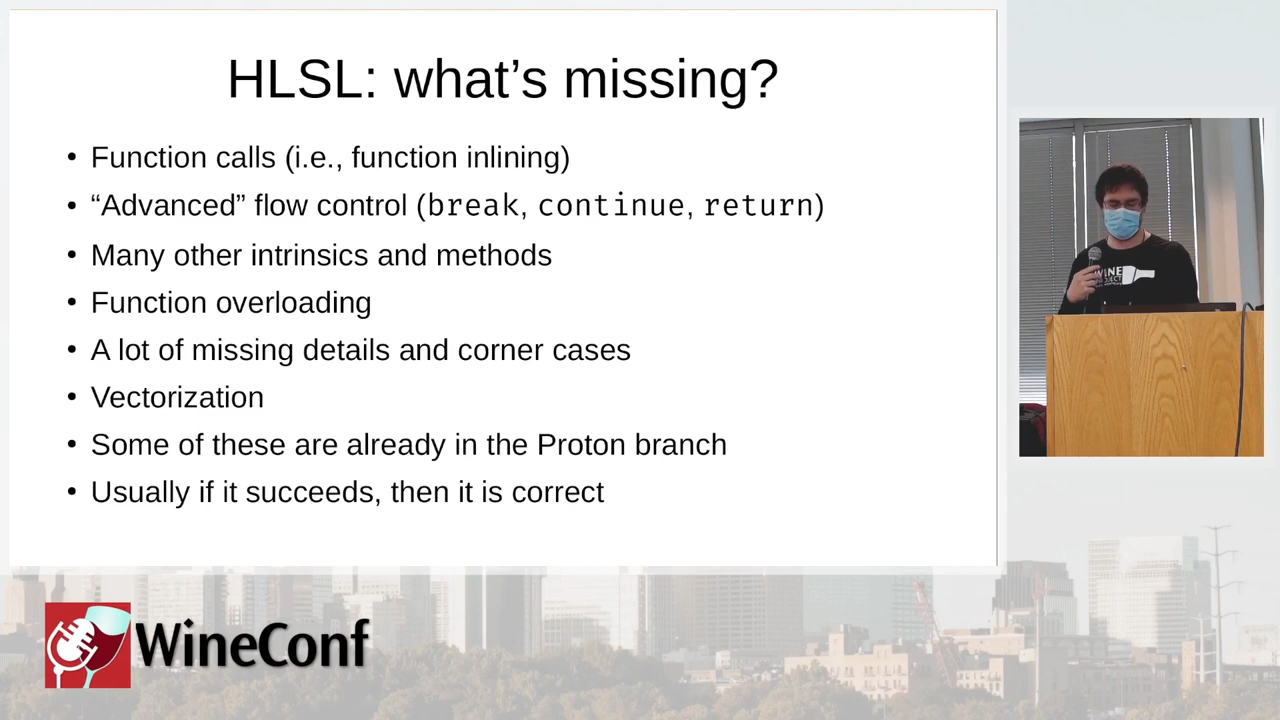 HLSL: what’s missing?
• Function calls (i.e., function inlining)
• “Advanced” flow control (break, continue, return)
• Many other intrinsics and methods
• Function overloading
• A lot of missing details and corner cases
• Vectorization
• Some of these are already in the Proton branch
• Usually if it succeeds, then it is correct
WINE
WineConf